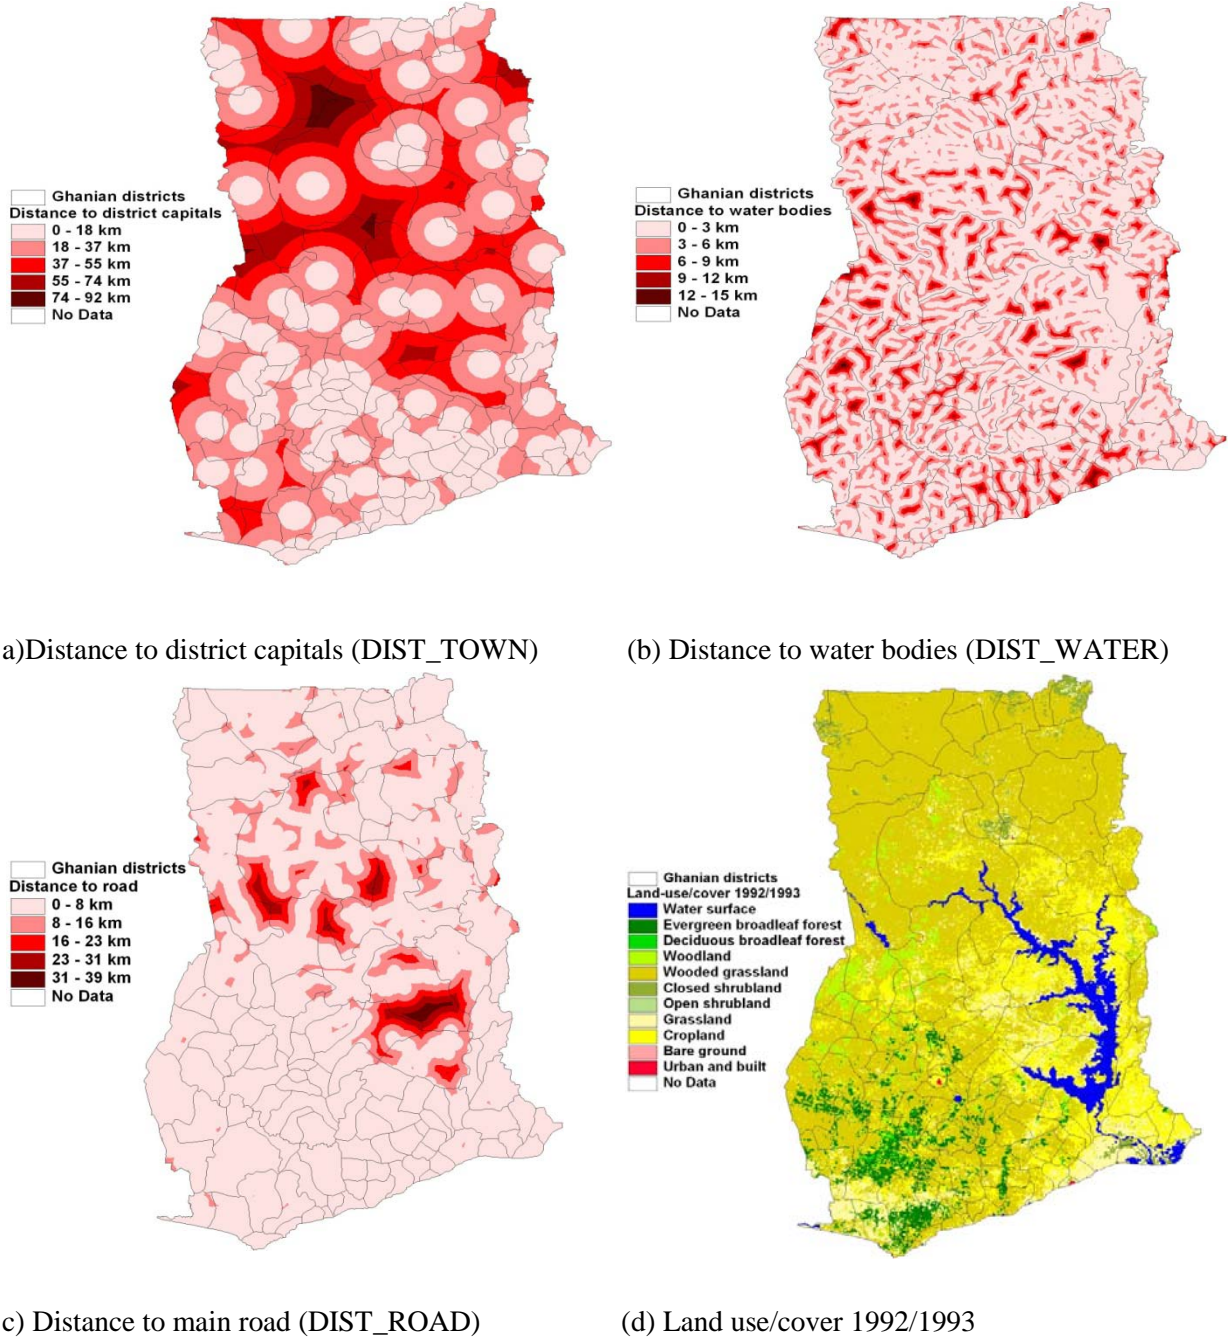 Ghanian districts
Distance to district capitals
0 - 18 km
18 - 37 km
37 - 55 km
55 - 74 km
74 - 92 km
No Data
Ghanian districts
Distance to water bodies
0 - 3 km
3 - 6 km
6 - 9 km
9 - 12 km
12 - 15 km
No Data
a)Distance to district capitals (DIST_TOWN)
(b) Distance to water bodies (DIST_WATER)
Ghanian districts
Distance to road
0 - 8 km
8 - 16 km
16 - 23 km
23 - 31 km
31 - 39 km
No Data
Ghanian districts
Land-use/cover 1992/1993
Water surface
Evergreen broadleaf forest
Deciduous broadleaf forest
Woodland
Wooded grassland
Closed shrubland
Open shrubland
Grassland
Cropland
Bare ground
Urban and built
No Data
c) Distance to main road (DIST_ROAD)
(d) Land use/cover 1992/1993